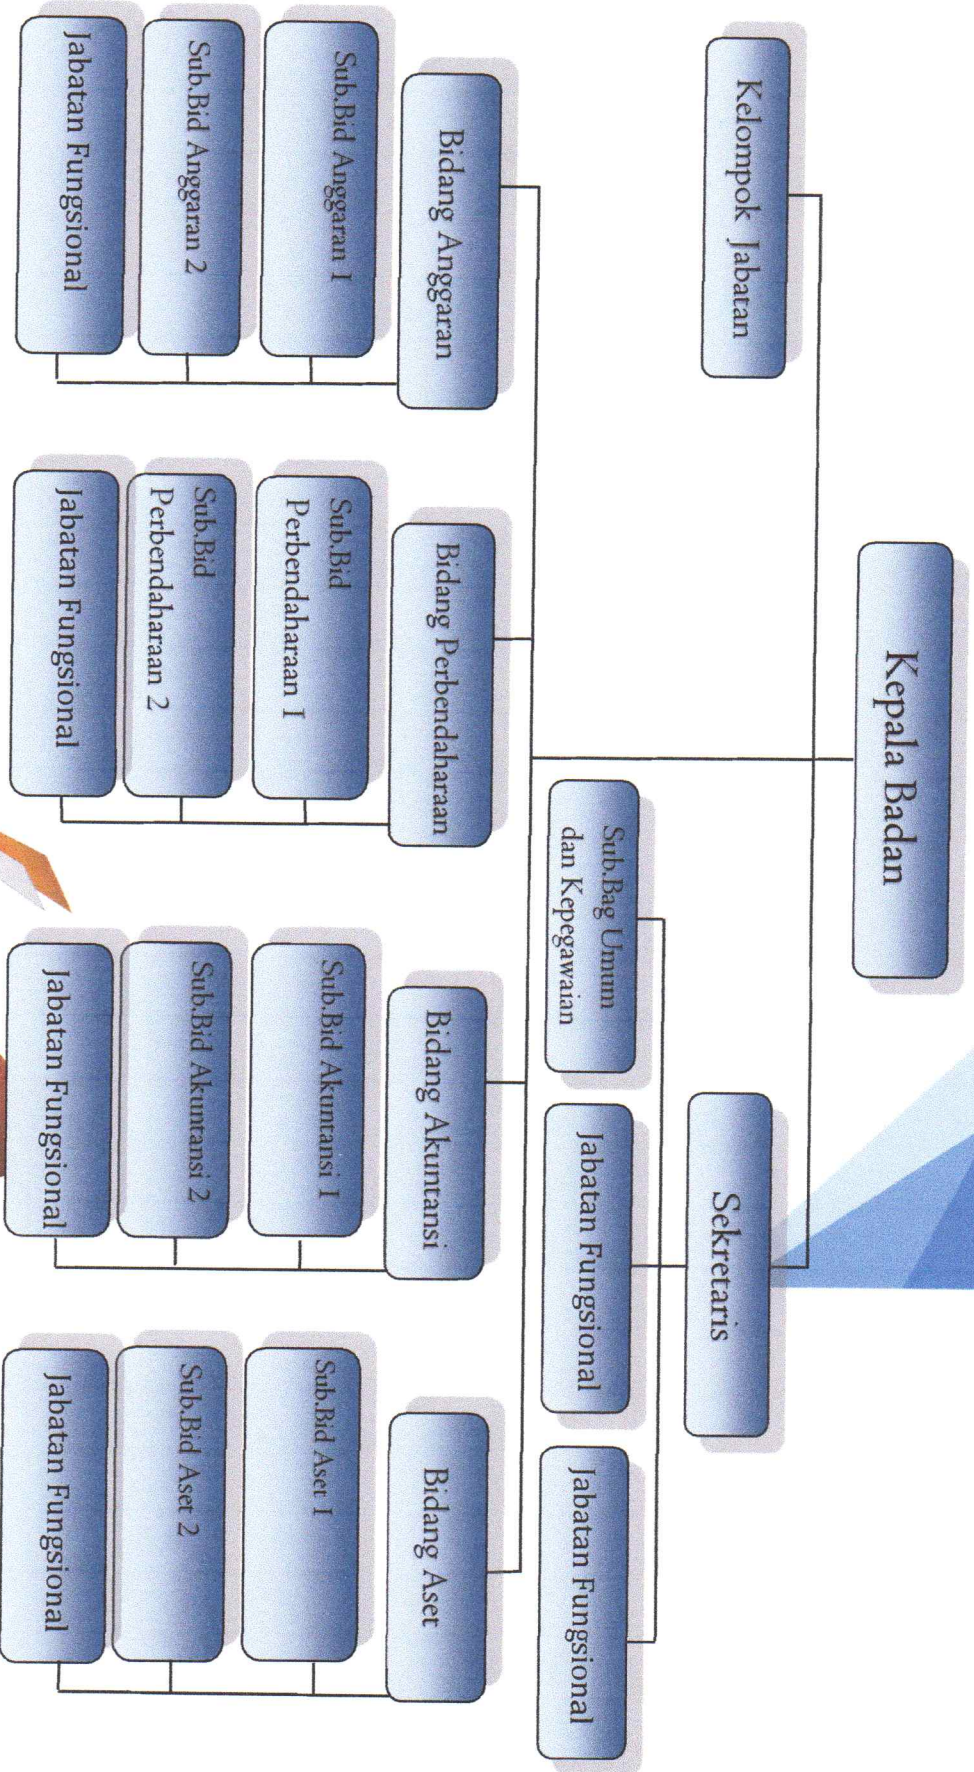 Kepala Badan
Kelompok Jabatan
Sekretaris
Sub.Bag Umum
dan Kepegawaian
Jabatan Fungsional
Jabatan Fungsional
Bidang Anggaran
Sub.Bid Anggaran 1
Sub.Bid Anggaran 2
Jabatan Fungsional
Bidang Perbendaharaan
Sub.Bid
Perbendaharaan 1
Sub.Bid
Perbendaharaan 2
Jabatan Fungsional
Bidang Akuntansi
Sub.Bid Akuntansi 1
Sub.Bid Akuntansi 2
Jabatan Fungsional
Bidang Aset
Sub.Bid Aset 1
Sub.Bid Aset 2
Jabatan Fungsional